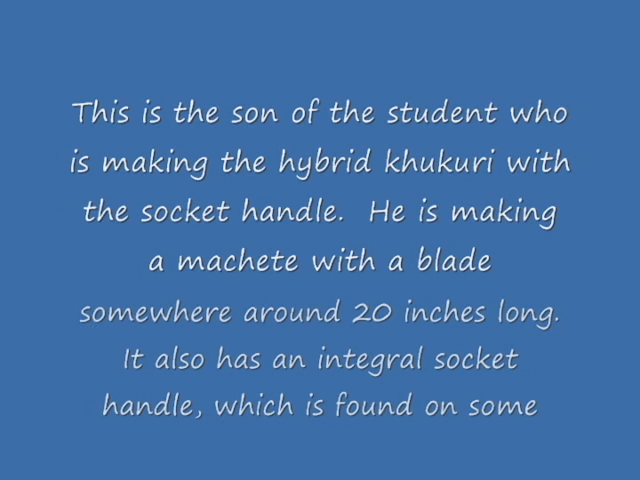 This is the son of the student who
is making the hybrid khukuri with
the socket handle.  He is making
a machete with a blade
somewhere around 20 inches long.
It also has an integral socket
handle, which is found on some